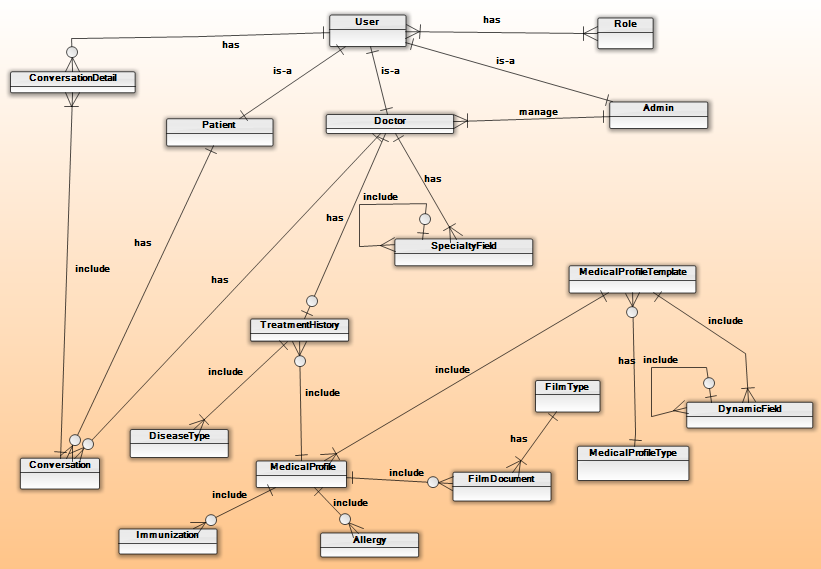 User
has
Role
has
is-a
is-a
is-a
ConversationDetail
Patient
Doctor
manage
Admin
has
include
has
has
include
SpecialtyField
has
include
MedicalProfileTemplate
TreatmentHistory
include
include
include
include
has
include
FilmType
DynamicField
DiseaseType
has
MedicalProfileType
Conversation
MedicalProfile
include
FilmDocument
include
include
Immunization
Allergy